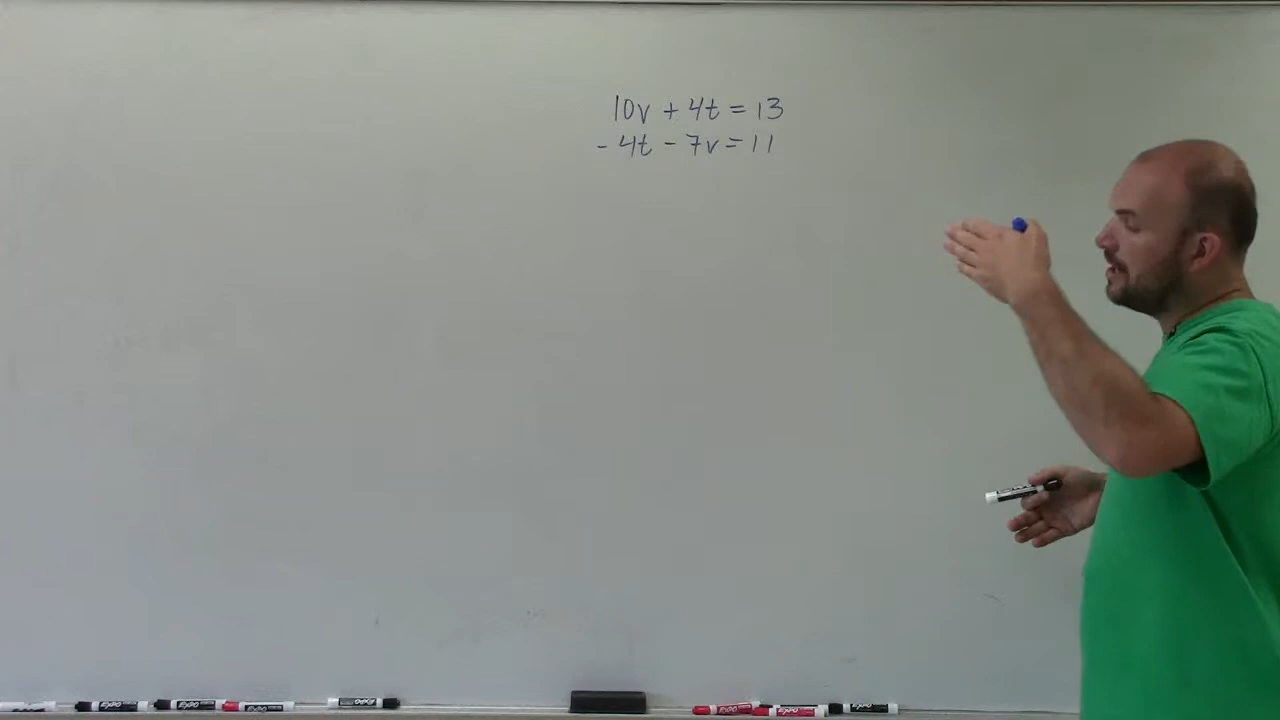 10v + 4t = 13
- 4t - 7v = 11